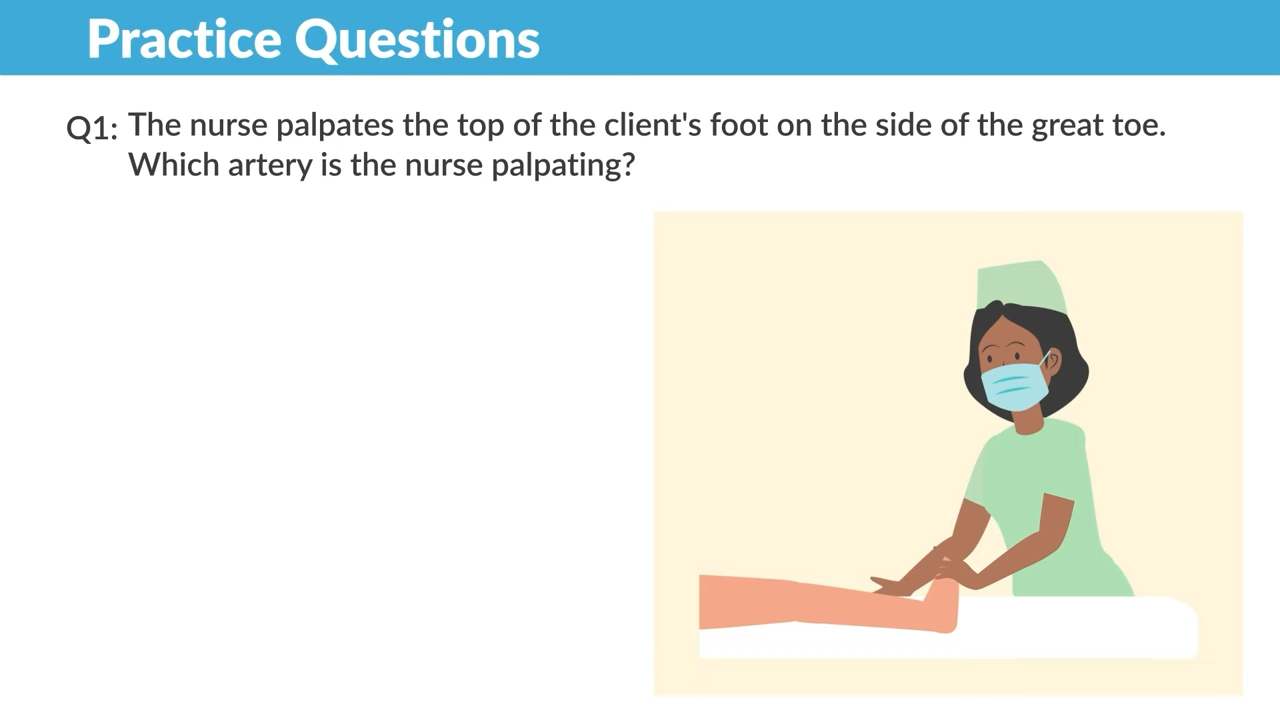 Practice Questions
Q1: The nurse palpates the top of the client's foot on the side of the great toe.
Which artery is the nurse palpating?